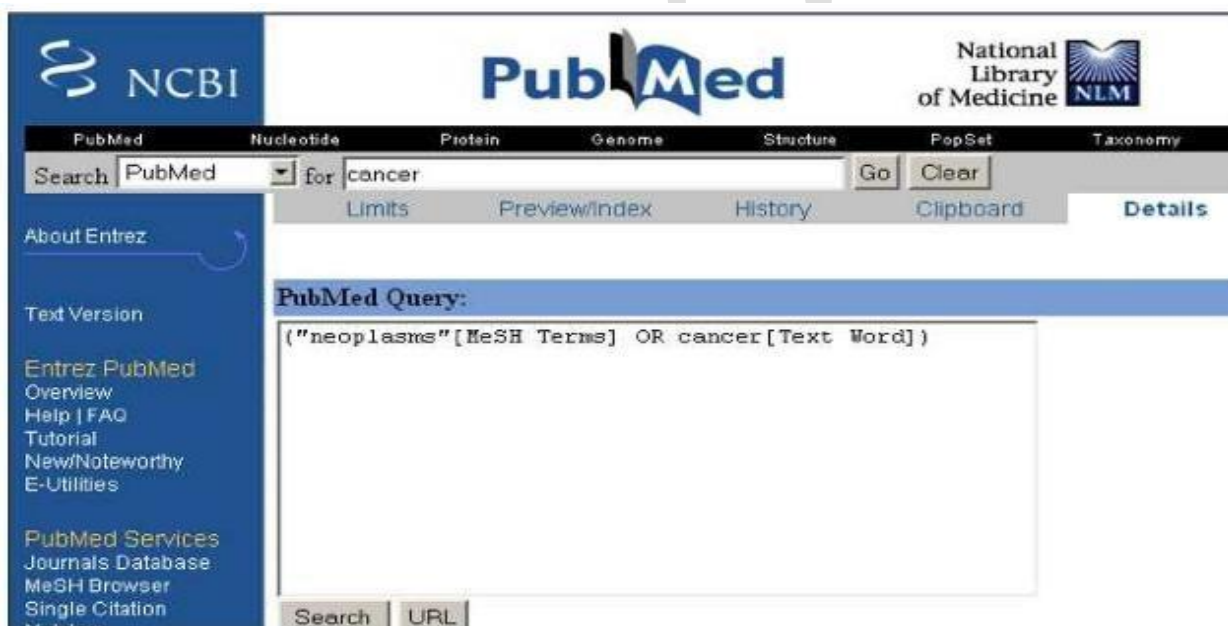 NCBI
PubMed
National
Library
of Medicine NLM
PubMed Nucleotide Protein Genome Structure PopSet Taxonomy
Search PubMed for cancer Go Clear
Limits Preview/Index History Clipboard Details
About Entrez
Text Version
Entrez PubMed
Overview
Help | FAQ
Tutorial
New/Noteworthy
E-Utilities
PubMed Services
Journals Database
MeSH Browser
Single Citation
PubMed Query:
("neoplasms"[MeSH Terms] OR cancer[Text Word])
Search URL